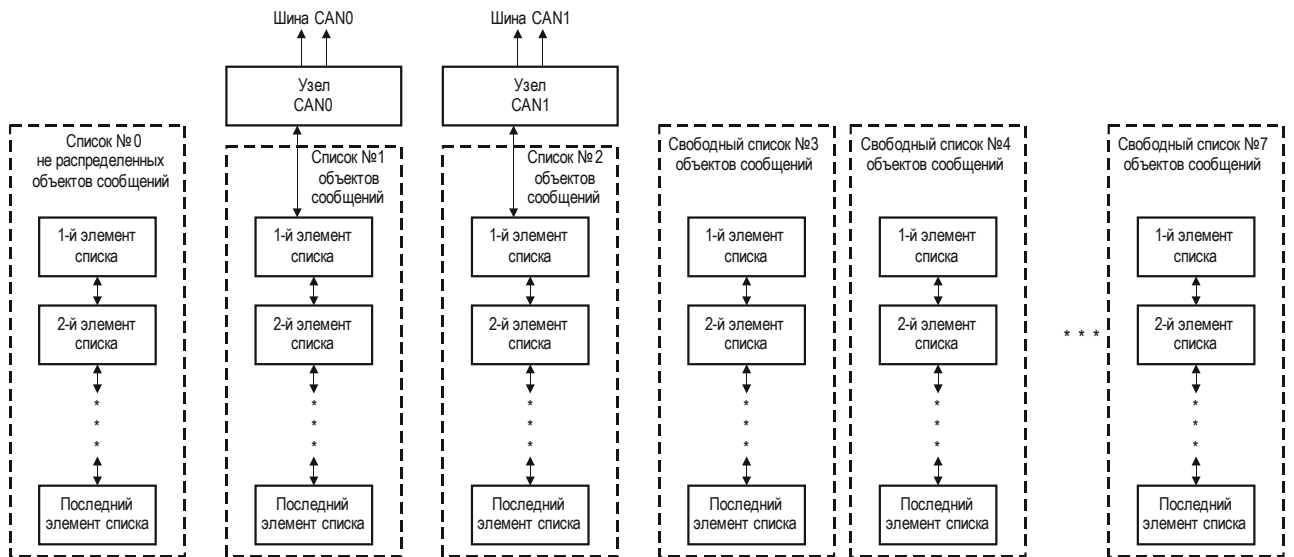 Шина CAN0
Шина CAN1
Узел
CAN0
Узел
CAN1
Список №0
не распределенных
объектов сообщений
1-й элемент
списка
2-й элемент
списка
*
*
*
Последний
элемент списка
Список №1
объектов
сообщений
1-й элемент
списка
2-й элемент
списка
*
*
*
Последний
элемент списка
Список №2
объектов
сообщений
1-й элемент
списка
2-й элемент
списка
*
*
*
Последний
элемент списка
Свободный список №3
объектов сообщений
1-й элемент
списка
2-й элемент
списка
*
*
*
Последний
элемент списка
Свободный список №4
объектов сообщений
1-й элемент
списка
2-й элемент
списка
*
*
*
Последний
элемент списка
* * *
Свободный список №7
объектов сообщений
1-й элемент
списка
2-й элемент
списка
*
*
*
Последний
элемент списка